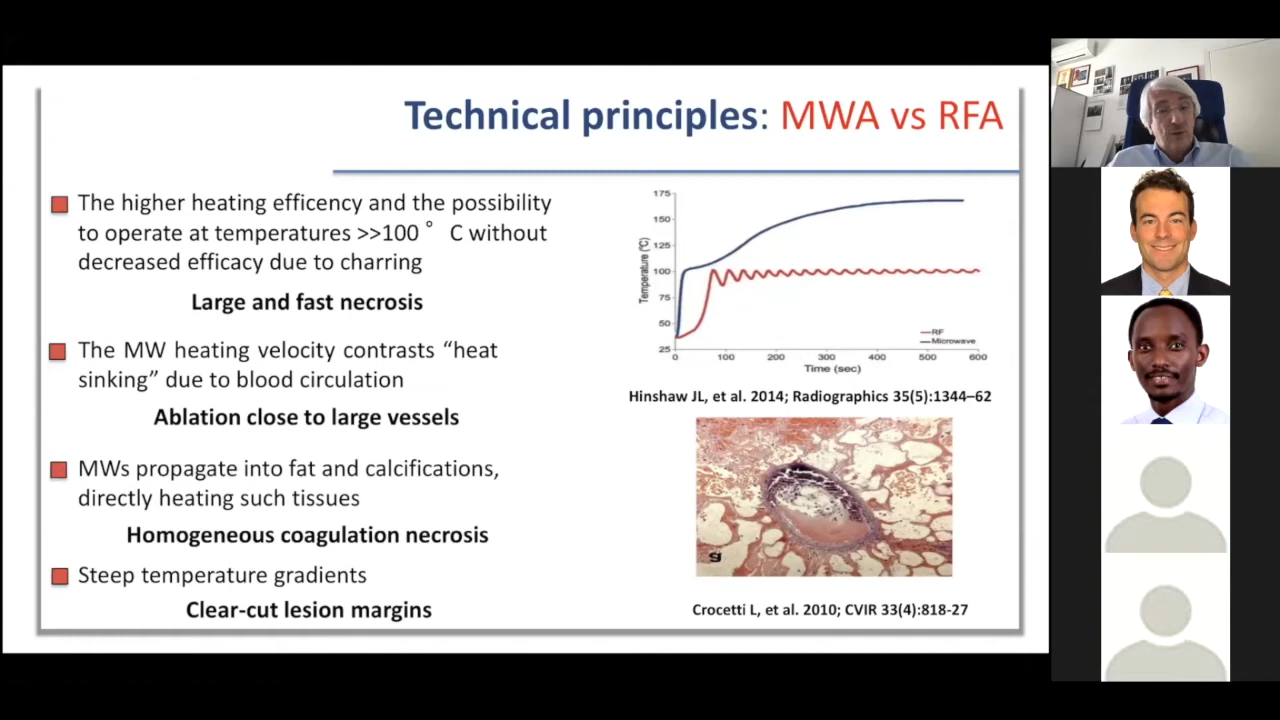 Technical principles: MWA vs RFA
The higher heating efficency and the possibility
to operate at temperatures >>100 ° C without
decreased efficacy due to charring
Large and fast necrosis
The MW heating velocity contrasts “heat
sinking” due to blood circulation
Ablation close to large vessels
MWs propagate into fat and calcifications,
directly heating such tissues
Homogeneous coagulation necrosis
Steep temperature gradients
Clear-cut lesion margins
175
150
125
100
75
50
25
Temperature (°C)
0 100 200 300 400 500 600
Time (sec)
RF
Microwave
Hinshaw JL, et al. 2014; Radiographics 35(5):1344–62
g
Crocetti L, et al. 2010; CVIR 33(4):818-27